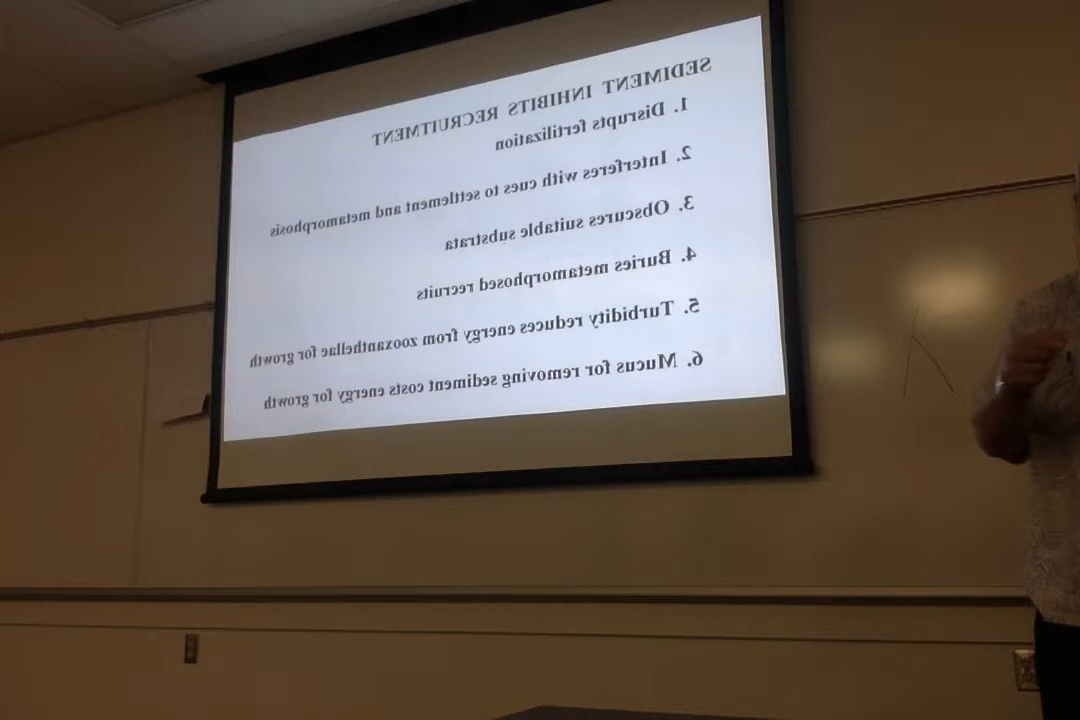 SEDIMENT INHIBITS RECRUITMENT
1. Disrupts fertilization
2. Interferes with cues to settlement and metamorphosis
3. Obscures suitable substrata
4. Buries metamorphosed recruits
5. Turbidity reduces energy from zooxanthellae for growth
6. Mucus for removing sediment costs energy for growth